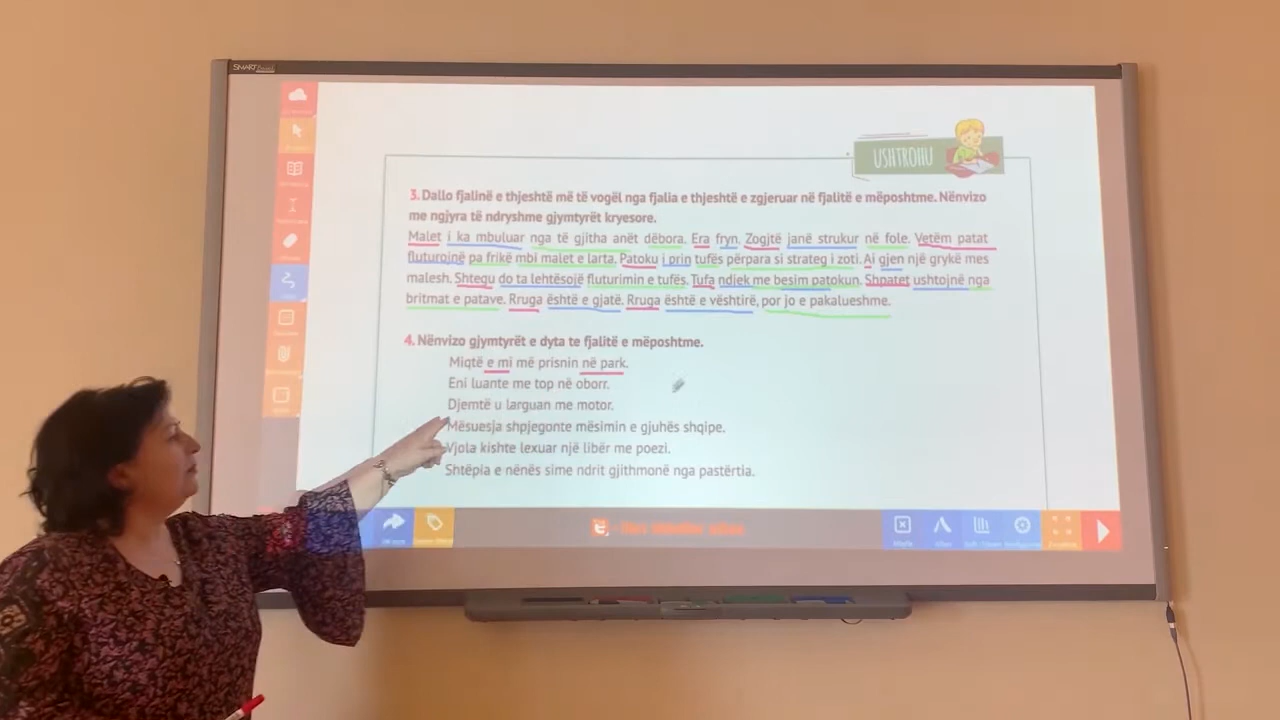 SMART Board
USHTROHU
3. Dallo fjalinë e thjeshtë më të vogël nga fjalia e thjeshtë e zgjeruar në fjalitë e mëposhtme. Nënvizo
me ngjyra të ndryshme gjymtyrët kryesore.
Malet i ka mbuluar nga të gjitha anët dëbora. Era fryn. Zogjtë janë strukur në fole. Vetëm patat
fluturojnë pa frikë mbi malet e larta. Patoku i prin tufës përpara si strateg i zoti. Ai gjen një grykë mes
malesh. Shtegu do ta lehtësojë fluturimin e tufës. Tufa ndjek me besim patokun. Shpatet ushtojnë nga
britmat e patave. Rruga është e gjatë. Rruga është e vështirë, por jo e pakalueshme.
4. Nënvizo gjymtyrët e dyta te fjalitë e mëposhtme.
Miqtë e mi më prisnin në park.
Eni luante me top në oborr.
Djemtë u larguan me motor.
Mësuesja shpjegonte mësimin e gjuhës shqipe.
Vjola kishte lexuar një libër me poezi.
Shtëpia e nënës sime ndrit gjithmonë nga pastërtia.